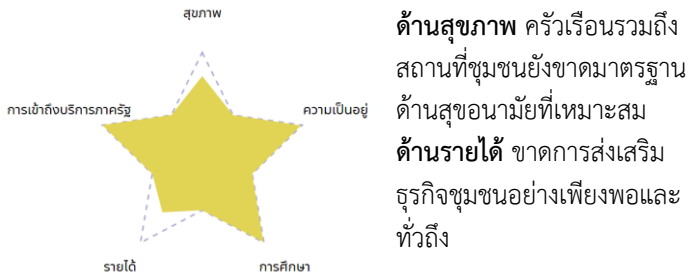 สุขภาพ
การเข้าถึงบริการภาครัฐ
ความเป็นอยู่
รายได้
การศึกษา
ด้านสุขภาพ ครัวเรือนรวมถึง
สถานที่ชุมชนยังขาดมาตรฐาน
ด้านสุขอนามัยที่เหมาะสม
ด้านรายได้ ขาดการส่งเสริม
ธุรกิจชุมชนอย่างเพียงพอและ
ทั่วถึง